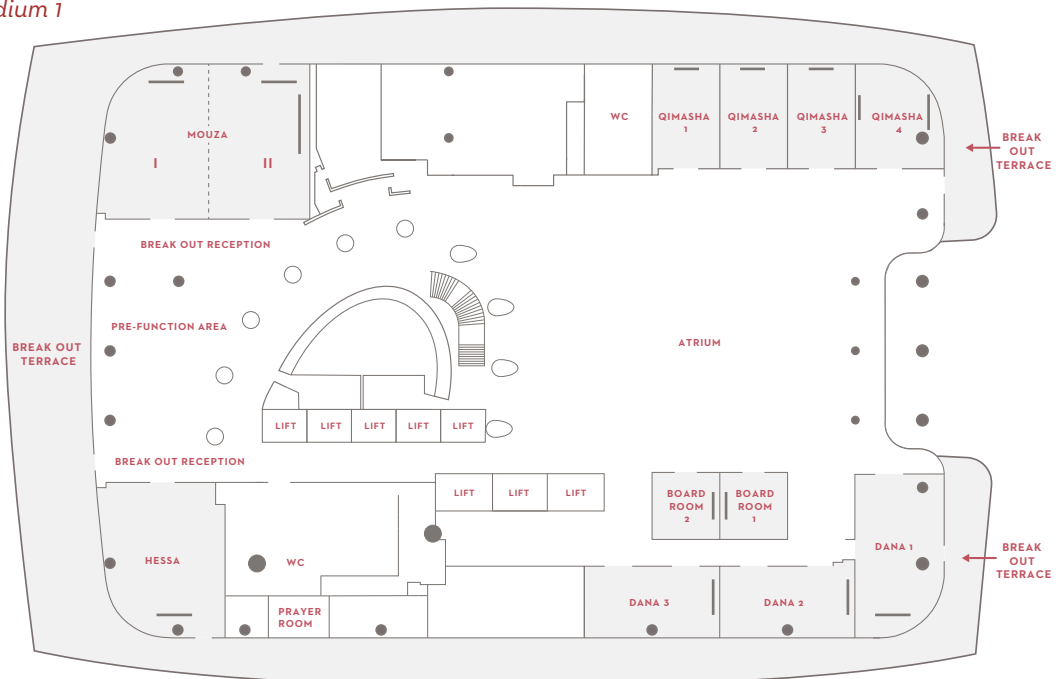 dium 1
MOUZA
I
II
WC
QIMASHA
1
QIMASHA
2
QIMASHA
3
QIMASHA
4
BREAK
OUT
TERRACE
BREAK OUT RECEPTION
PRE-FUNCTION AREA
BREAK OUT
TERRACE
ATRIUM
LIFT
LIFT
LIFT
LIFT
LIFT
BREAK OUT RECEPTION
LIFT
LIFT
LIFT
BOARD
ROOM
2
BOARD
ROOM
1
HESSA
WC
DANA 1
BREAK
OUT
TERRACE
PRAYER
ROOM
DANA 3
DANA 2